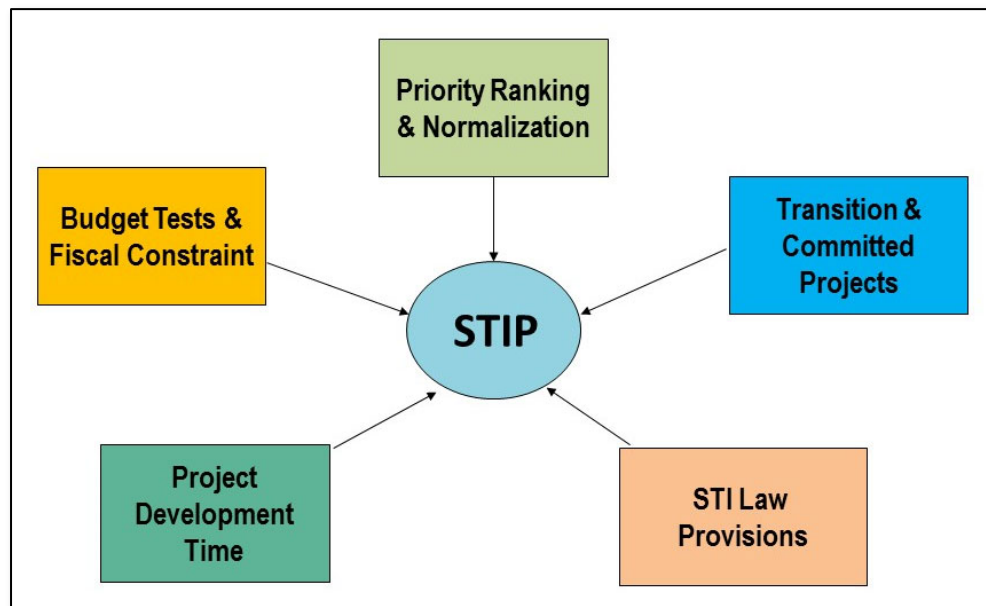 Priority Ranking
& Normalization
Budget Tests &
Fiscal Constraint
Transition &
Committed
Projects
STIP
Project
Development
Time
STI Law
Provisions